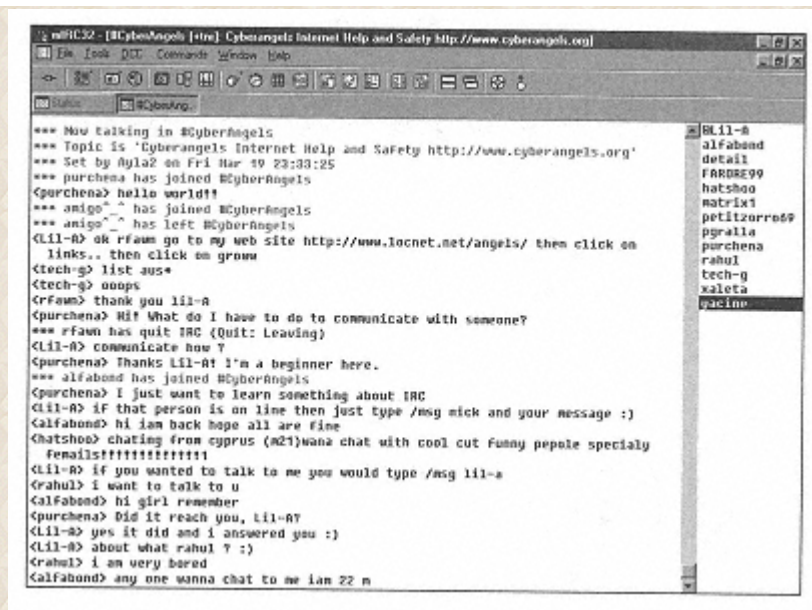 mIRC32 - [#CyberAngels [+tnr]: Cyberangels Internet Help and Safety http://www.cyberangels.org]
File Tools DCC Commands Window Help
Status #CyberAng..
*** Now talking in #CyberAngels
*** Topic is 'Cyberangels Internet Help and Safety http://www.cyberangels.org'
*** Set by Ayla2 on Fri Mar 19 23:33:25
*** purchena has joined #CyberAngels
<purchena> hello world!!
*** amigo^_^ has joined #CyberAngels
*** amigo^_^ has left #CyberAngels
<Lil-A> ok rfawn go to my web site http://www.locnet.net/angels/ then click on
links.. then click on groww
<tech-g> list aus*
<tech-g> ooops
<rfawn> thank you lil-A
<purchena> Hi! What do I have to do to communicate with someone?
*** rfawn has quit IRC (Quit: Leaving)
<Lil-A> communicate how ?
<purchena> Thanks Lil-A! I'm a beginner here.
*** alfabond has joined #CyberAngels
<purchena> I just want to learn something about IRC
<Lil-A> if that person is on line then just type /msg nick and your message :)
<alfabond> hi iam back hope all are fine
<hatshoo> chating from cyprus (m21)wana chat with cool cut funny pepole specialy
femails!!!!!!!!!!!!!!
<Lil-A> if you wanted to talk to me you would type /msg lil-a
<rahul> i want to talk to u
<alfabond> hi girl remember
<purchena> Did it reach you, Lil-A?
<Lil-A> yes it did and i answered you :)
<Lil-A> about what rahul ? :)
<rahul> i am very bored
<alfabond> any one wanna chat to me iam 22 m
@Lil-A
alfabond
detail
FARDRE99
hatshoo
matrix1
petitzorro69
pgralla
purchena
rahul
tech-g
xaleta
yacine